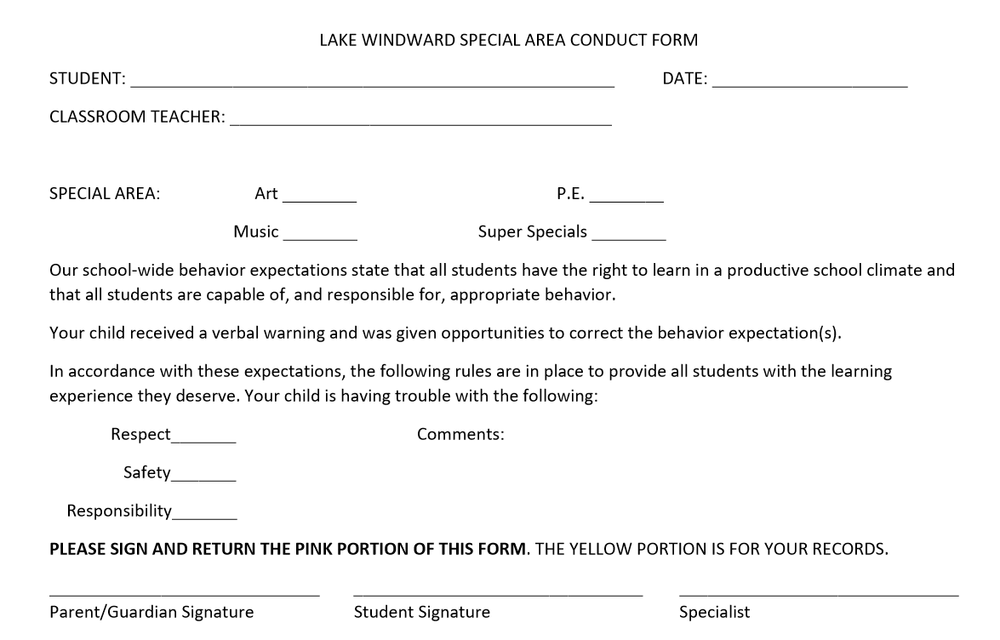 LAKE WINDWARD SPECIAL AREA CONDUCT FORM
STUDENT: ____________________________________________________ DATE: _____________________
CLASSROOM TEACHER: _________________________________________
SPECIAL AREA: Art ________ P.E. ________
Music ________ Super Specials ________
Our school-wide behavior expectations state that all students have the right to learn in a productive school climate and
that all students are capable of, and responsible for, appropriate behavior.
Your child received a verbal warning and was given opportunities to correct the behavior expectation(s).
In accordance with these expectations, the following rules are in place to provide all students with the learning
experience they deserve. Your child is having trouble with the following:
Respect_______ Comments:
Safety_______
Responsibility_______
PLEASE SIGN AND RETURN THE PINK PORTION OF THIS FORM. THE YELLOW PORTION IS FOR YOUR RECORDS.
_____________________________ _______________________________ ______________________________
Parent/Guardian Signature Student Signature Specialist